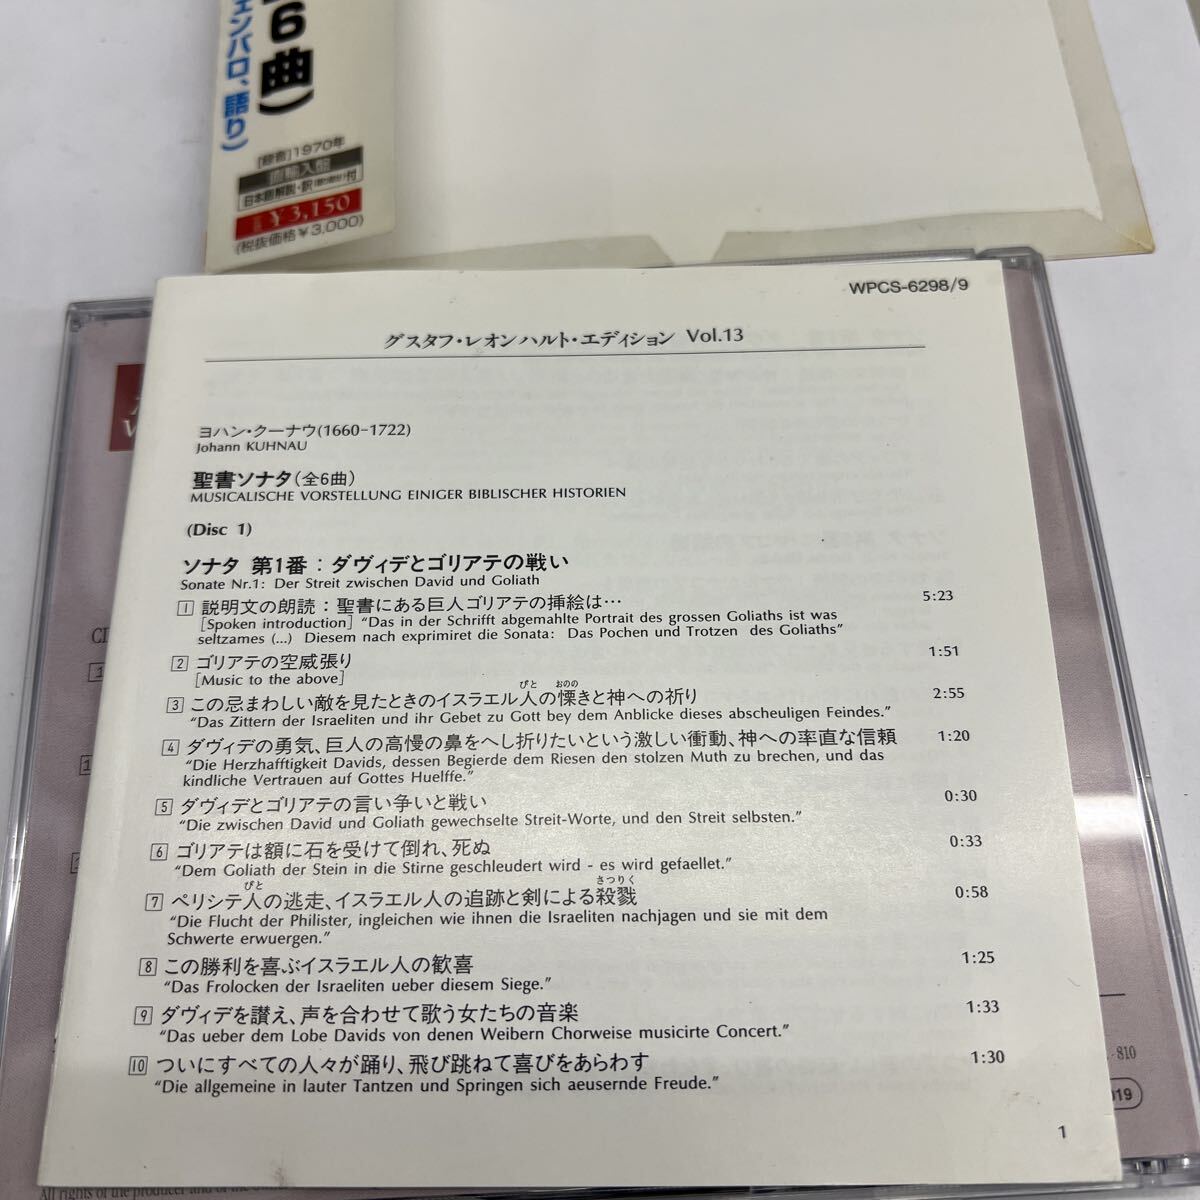 6曲)
ェンバロ、語り)
[録音]1970年
直輸入盤
日本語解説・訳付
¥3,150
(税抜価格¥3,000)
WPCS-6298/9
グスタフ・レオンハルト・エディション Vol.13
ヨハン・クーナウ(1660-1722)
Johann KUHNAU
聖書ソナタ(全6曲)
MUSICALISCHE VORSTELLUNG EINIGER BIBLISCHER HISTORIEN
(Disc 1)
ソナタ 第1番：ダヴィデとゴリアテの戦い
Sonate Nr.1: Der Streit zwischen David und Goliath
1 説明文の朗読：聖書にある巨人ゴリアテの挿絵は… 5:23
[Spoken introduction] “Das in der Schrifft abgemahlte Portrait des grossen Goliaths ist was
seltzames (...) Diesem nach exprimiret die Sonata: Das Pochen und Trotzen des Goliaths”
2 ゴリアテの空威張り 1:51
[Music to the above]
びと おのの
3 この忌まわしい敵を見たときのイスラエル人の慄きと神への祈り 2:55
“Das Zittern der Israeliten und ihr Gebet zu Gott bey dem Anblicke dieses abscheuligen Feindes.”
4 ダヴィデの勇気、巨人の高慢の鼻をへし折りたいという激しい衝動、神への率直な信頼 1:20
“Die Herzhafftigkeit Davids, dessen Begierde dem Riesen den stolzen Muth zu brechen, und das
kindliche Vertrauen auf Gottes Huelffe.”
5 ダヴィデとゴリアテの言い争いと戦い 0:30
“Die zwischen David und Goliath gewechselte Streit-Worte, und den Streit selbsten.”
6 ゴリアテは額に石を受けて倒れ、死ぬ 0:33
“Dem Goliath der Stein in die Stirne geschleudert wird - es wird gefaellet.”
びと さつりく
7 ペリシテ人の逃走、イスラエル人の追跡と剣による殺戮 0:58
“Die Flucht der Philister, ingleichen wie ihnen die Israeliten nachjagen und sie mit dem
Schwerte erwuergen.”
8 この勝利を喜ぶイスラエル人の歓喜 1:25
“Das Frolocken der Israeliten ueber diesem Siege.”
9 ダヴィデを讃え、声を合わせて歌う女たちの音楽 1:33
“Das ueber dem Lobe Davids von denen Weibern Chorweise musicirte Concert.”
10 ついにすべての人々が踊り、飛び跳ねて喜びをあらわす 1:30
“Die allgemeine in lauter Tantzen und Springen sich aeusernde Freude.”
1
810
019
All rights of the producer and of the